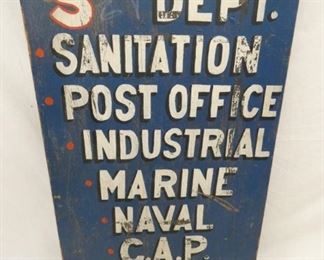 S DEPT.
• SANITATION
• POST OFFICE
• INDUSTRIAL
• MARINE
• NAVAL
• C.A.P.